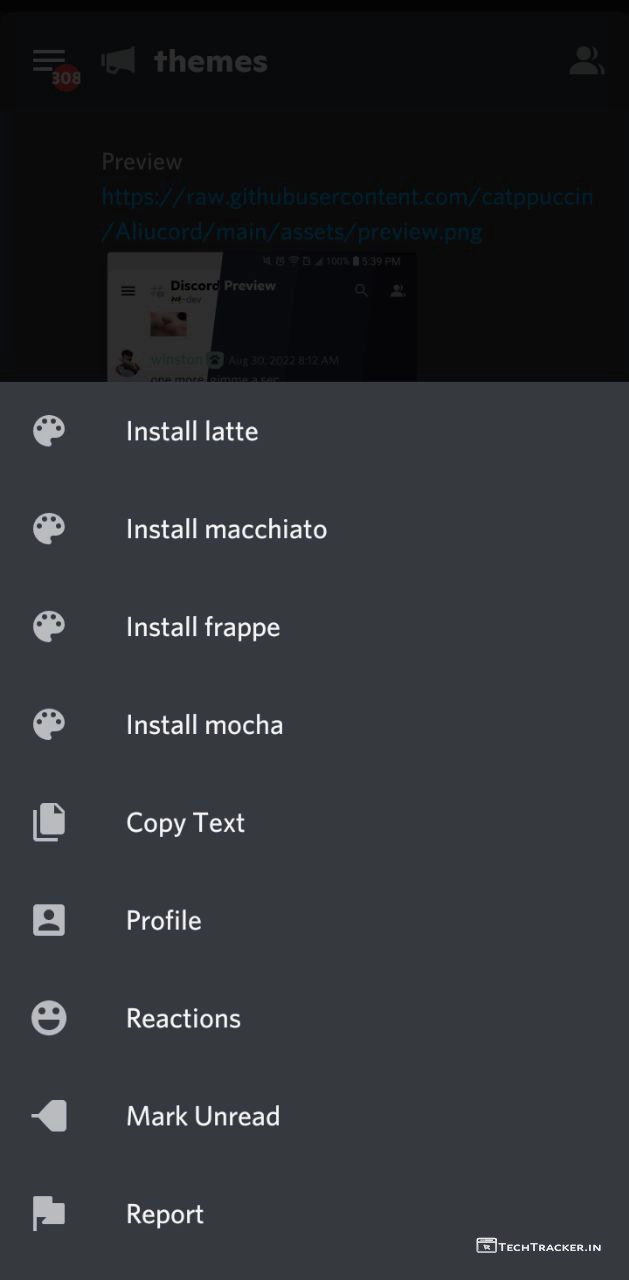 308
themes
Preview
https://raw.githubusercontent.com/catppuccin
/Aliucord/main/assets/preview.png
100% 5:39 PM
Discord Preview
-dev
winston Aug 30, 2022 8:12 AM
one more, gimme a sec
Install latte
Install macchiato
Install frappe
Install mocha
Copy Text
Profile
Reactions
Mark Unread
Report
TECHTRACKER.IN